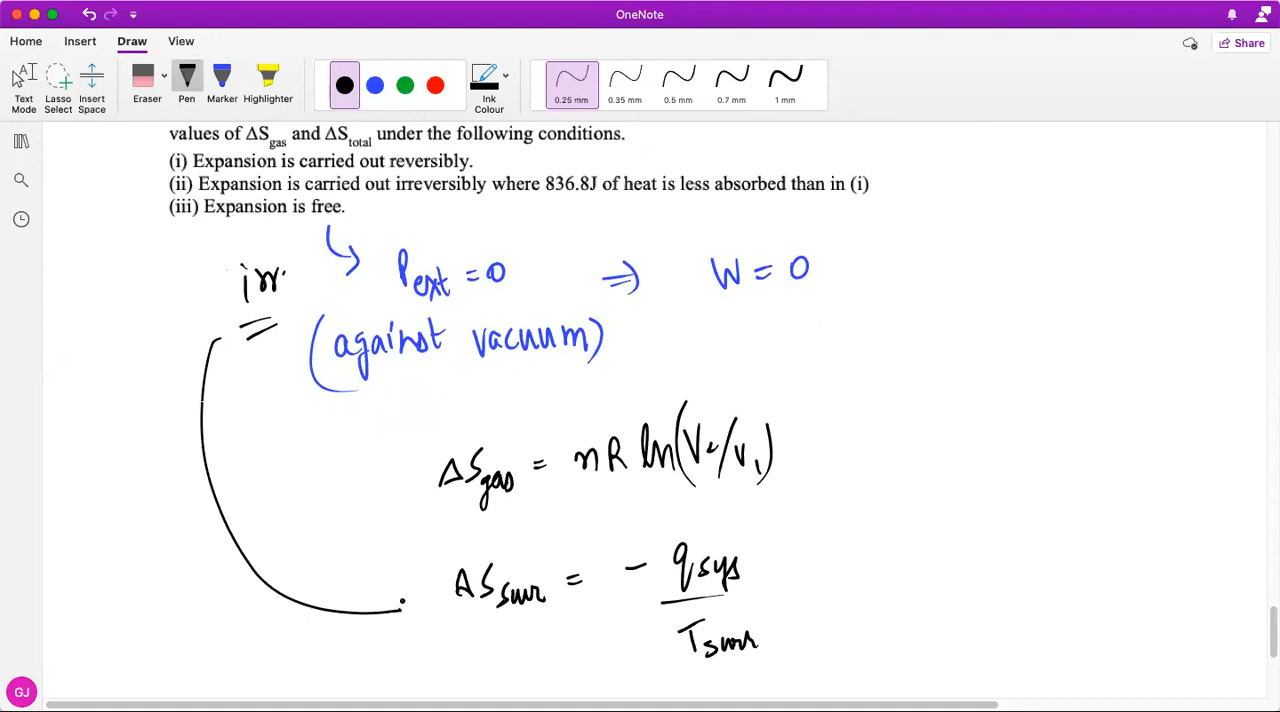 OneNote
Home Insert Draw View
Share
Text Mode
Lasso Select
Insert Space
Eraser
Pen
Marker
Highlighter
Ink Colour
0.25 mm
0.35 mm
0.5 mm
0.7 mm
1 mm
values of ΔSgas and ΔStotal under the following conditions.
(i) Expansion is carried out reversibly.
(ii) Expansion is carried out irreversibly where 836.8J of heat is less absorbed than in (i)
(iii) Expansion is free.
irr. Pext = 0 ⇒ W = 0
(against vacuum)
ΔSgas = nR ln(V2/V1)
ΔSsurr = - qsys
Tsurr
GJ